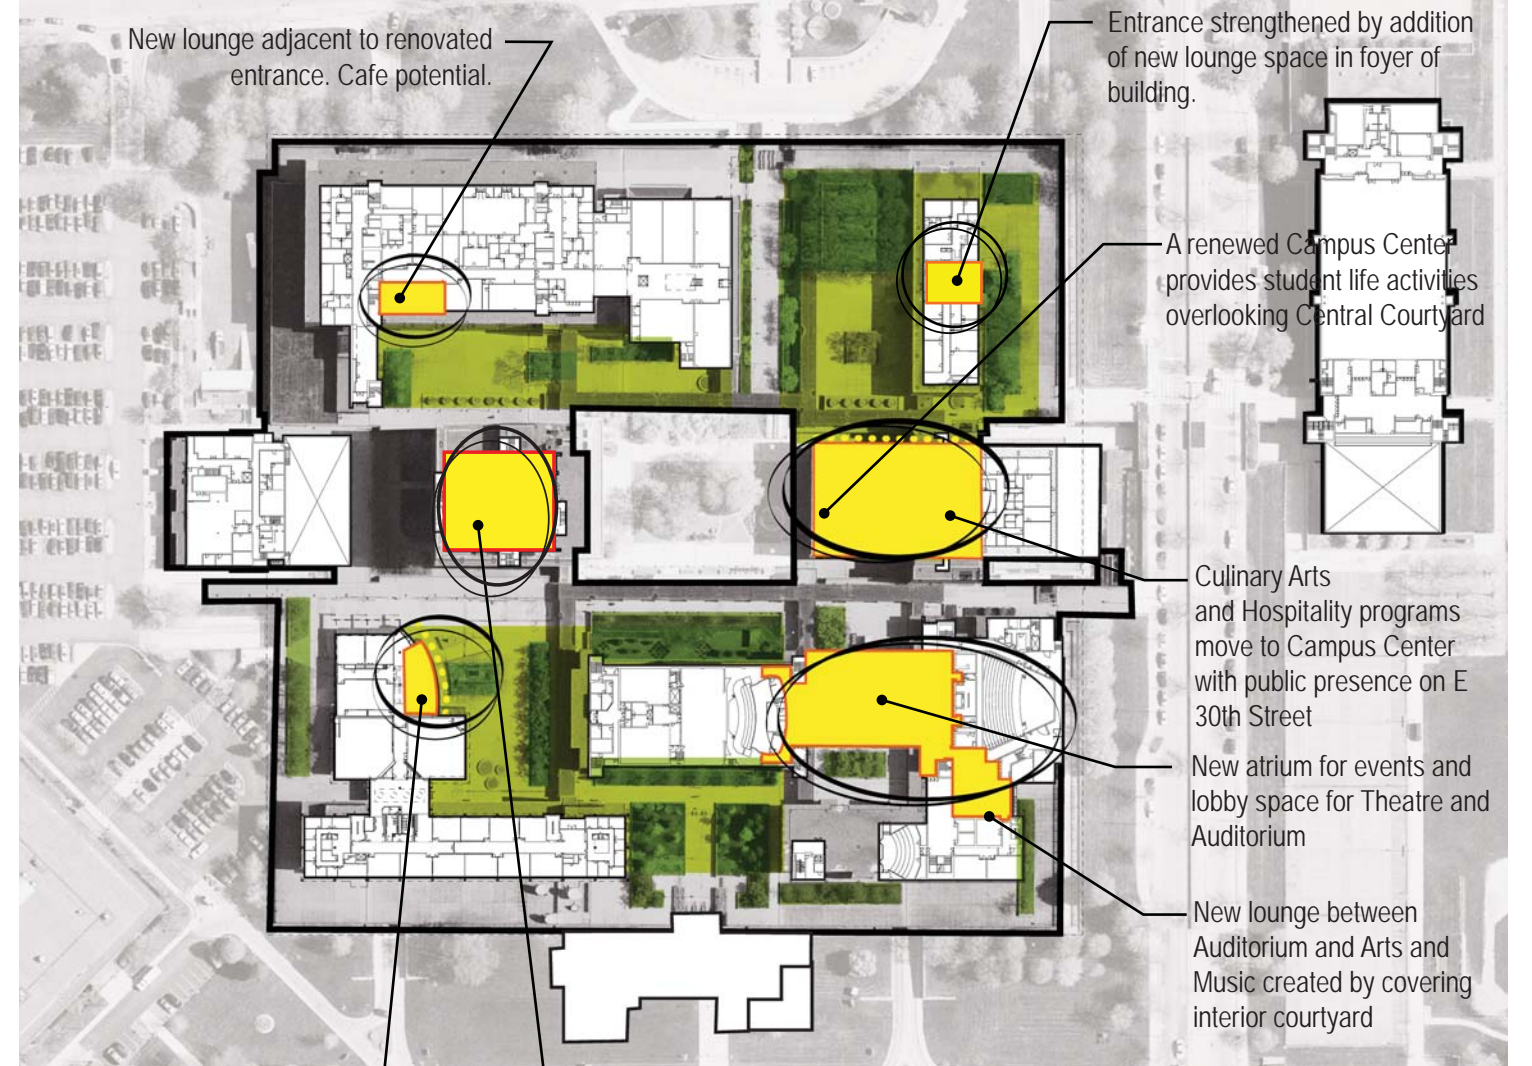 New lounge adjacent to renovated
entrance. Cafe potential.
Entrance strengthened by addition
of new lounge space in foyer of
building.
A renewed Campus Center
provides student life activities
overlooking Central Courtyard
Culinary Arts
and Hospitality programs
move to Campus Center
with public presence on E
30th Street
New atrium for events and
lobby space for Theatre and
Auditorium
New lounge between
Auditorium and Arts and
Music created by covering
interior courtyard